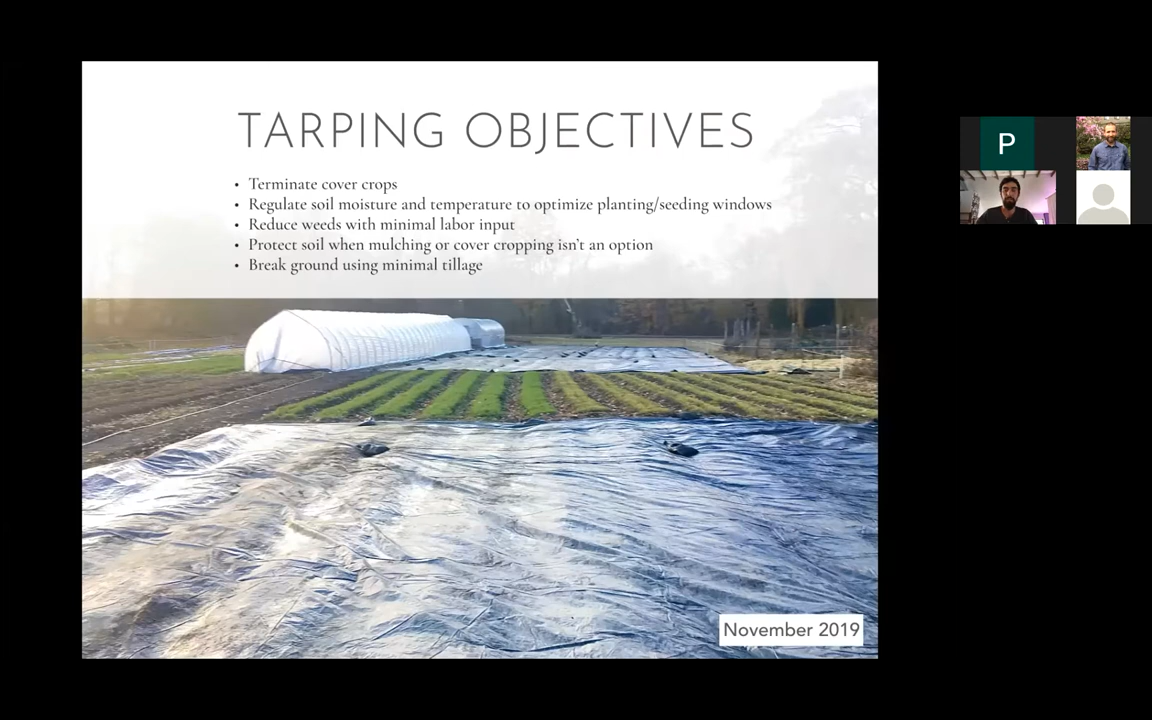 TARPING OBJECTIVES
• Terminate cover crops
• Regulate soil moisture and temperature to optimize planting/seeding windows
• Reduce weeds with minimal labor input
• Protect soil when mulching or cover cropping isn't an option
• Break ground using minimal tillage
P
November 2019